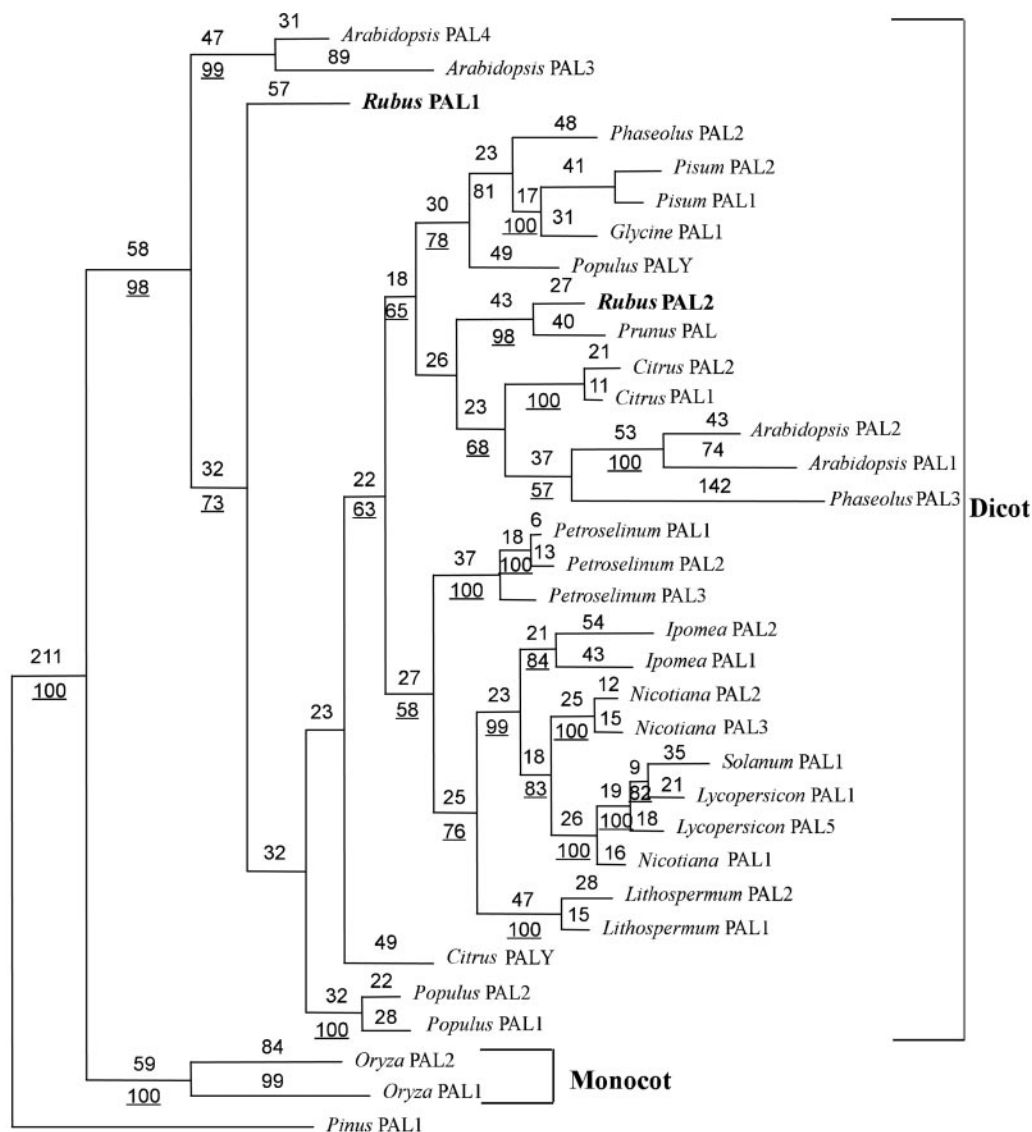 31
47
Arabidopsis PAL4
89
99
Arabidopsis PAL3
57
Rubus PAL1
48
Phaseolus PAL2
23
41
Pisum PAL2
81
17
30
Pisum PAL1
31
100
Glycine PAL1
78
49
58
Populus PALY
98
18
27
43
Rubus PAL2
65
40
98
Prunus PAL
21
26
Citrus PAL2
11
23
100
Citrus PAL1
43
53
Arabidopsis PAL2
68
74
37
100
Arabidopsis PAL1
32
22
142
57
73
63
Phaseolus PAL3
Dicot
6
18
Petroselinum PAL1
37
13
100
Petroselinum PAL2
100
Petroselinum PAL3
54
21
Ipomea PAL2
211
43
84
Ipomea PAL1
27
12
100
23
25
Nicotiana PAL2
58
15
23
99
100
Nicotiana PAL3
35
18
9
Solanum PAL1
21
83
19
82
Lycopersicon PAL1
25
26
18
100
Lycopersicon PAL5
76
16
32
100
Nicotiana PAL1
28
47
Lithospermum PAL2
15
100
Lithospermum PAL1
49
Citrus PALY
22
32
Populus PAL2
28
100
Populus PAL1
84
59
Oryza PAL2
99
Monocot
100
Oryza PAL1
Pinus PAL1